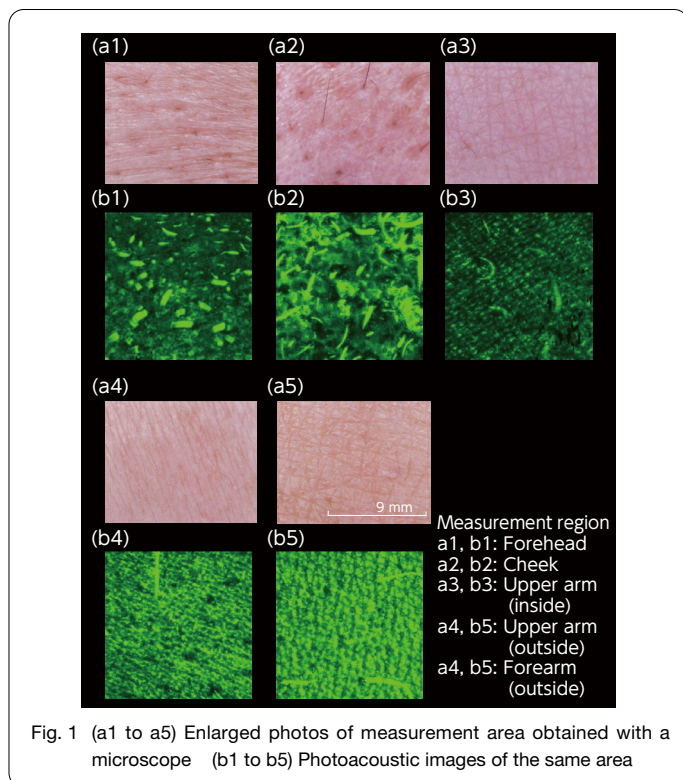 (a1) (a2) (a3)
(b1) (b2) (b3)
(a4) (a5)
9 mm
(b4) (b5)
Measurement region
a1, b1: Forehead
a2, b2: Cheek
a3, b3: Upper arm
(inside)
a4, b5: Upper arm
(outside)
a4, b5: Forearm
(outside)
Fig. 1 (a1 to a5) Enlarged photos of measurement area obtained with a
microscope (b1 to b5) Photoacoustic images of the same area